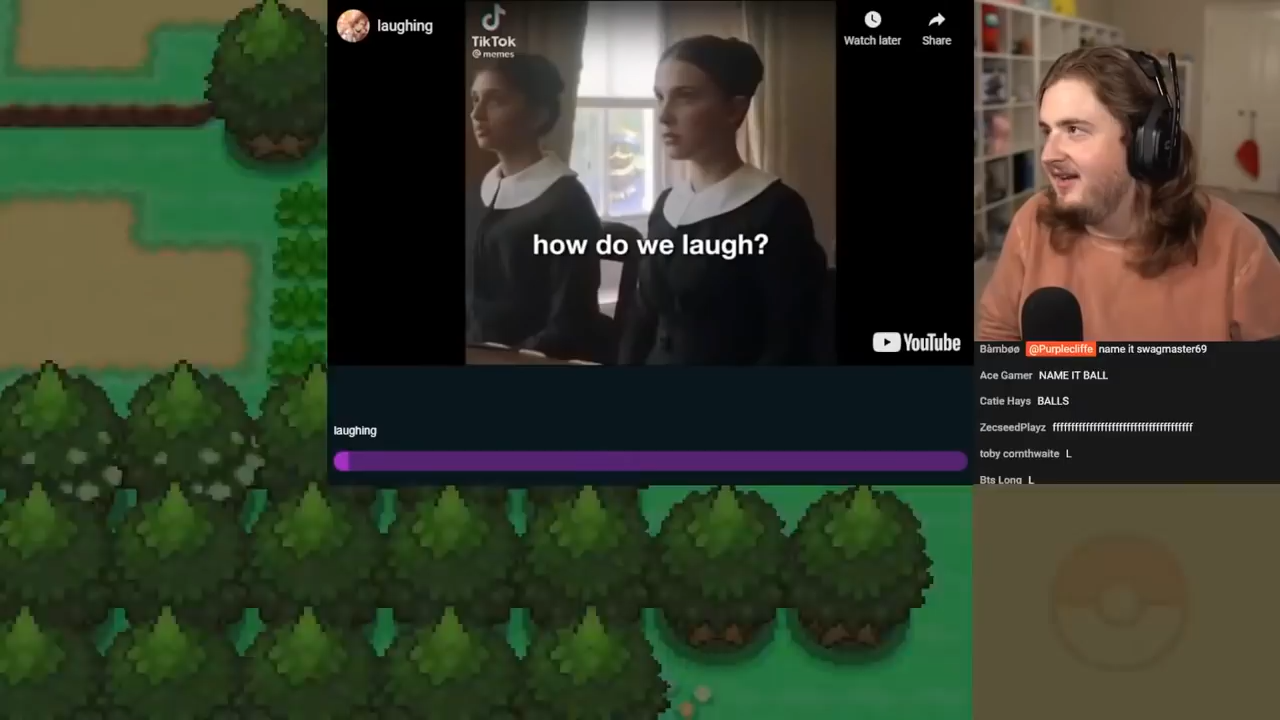 laughing
TikTok
@memes
Watch later
Share
how do we laugh?
YouTube
laughing
Bàmbøø @Purplecliffe name it swagmaster69
Ace Gamer NAME IT BALL
Catie Hays BALLS
ZecseedPlayz ffffffffffffffffffffffffffffffffffffff
toby cornthwaite L
Bts Long L